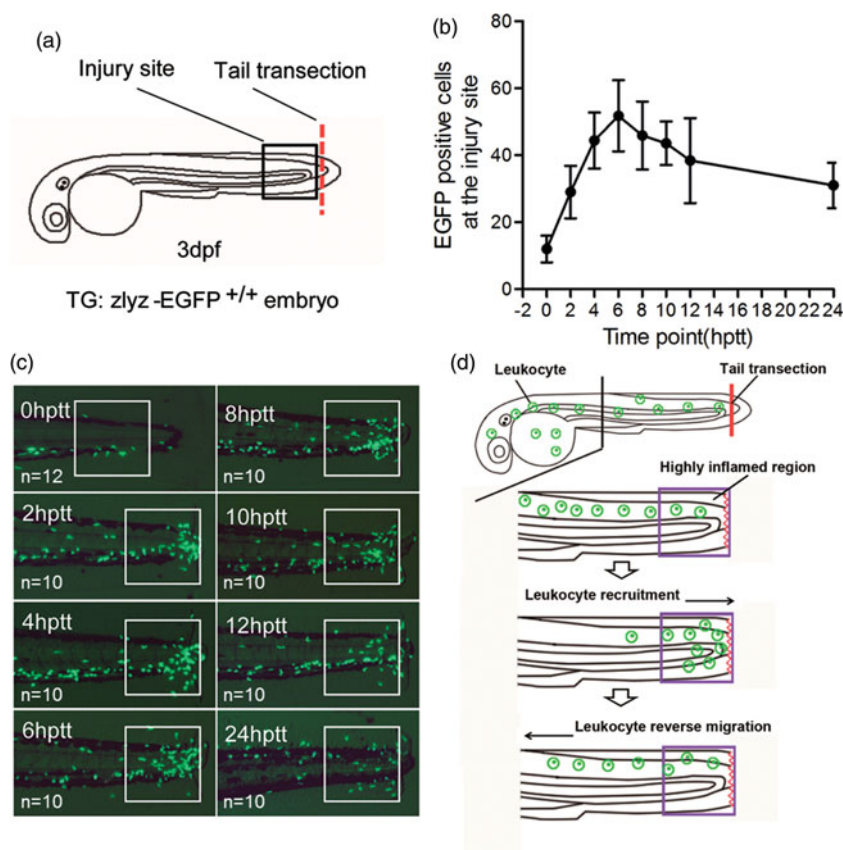 (a)
Injury site
Tail transection
3dpf
TG: zlyz -EGFP +/+ embryo
(b)
EGFP positive cells
at the injury site
80
60
40
20
0
-2 0 2 4 6 8 10 12 14 16 18 20 22 24
Time point(hptt)
(c)
0hptt
n=12
8hptt
n=10
2hptt
n=10
10hptt
n=10
4hptt
n=10
12hptt
n=10
6hptt
n=10
24hptt
n=10
(d)
Leukocyte
Tail transection
Highly inflamed region
Leukocyte recruitment
Leukocyte reverse migration